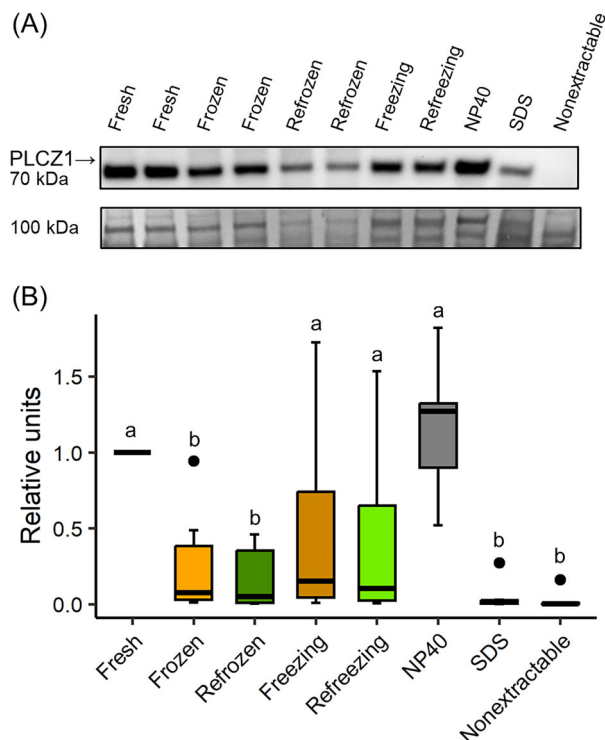 (A)
Fresh Fresh Frozen Frozen Refrozen Refrozen Freezing Refreezing NP40 SDS Nonextractable
PLCZ1→
70 kDa
100 kDa
(B)
a b b a a a b b
Relative units
1.5
1.0
0.5
0.0
Fresh Frozen Refrozen Freezing Refreezing NP40 SDS Nonextractable